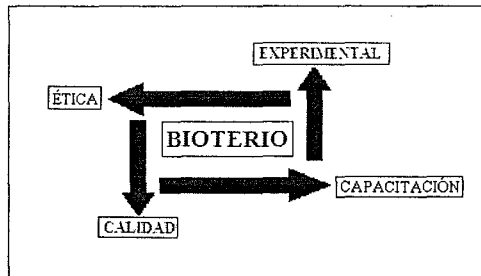 EXPERIMENTAL
ÉTICA
BIOTERIO
CAPACITACIÓN
CALIDAD